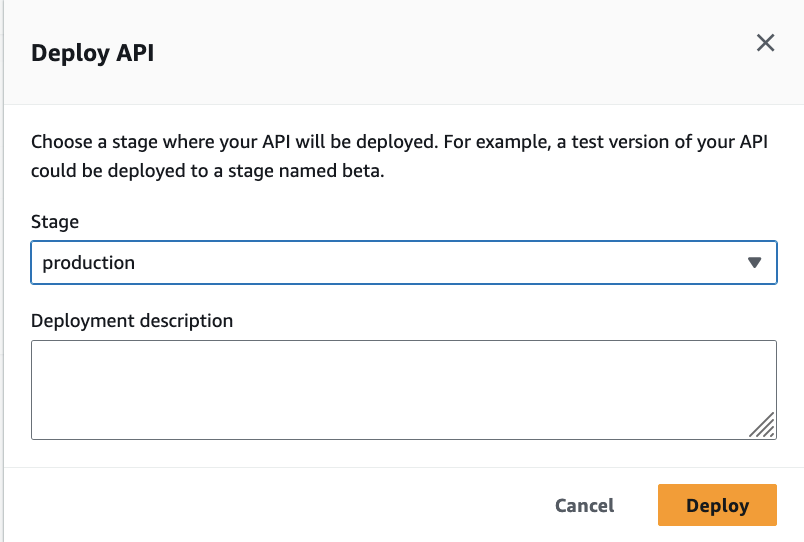 Deploy API
Choose a stage where your API will be deployed. For example, a test version of your API
could be deployed to a stage named beta.
Stage
production
Deployment description
Cancel
Deploy